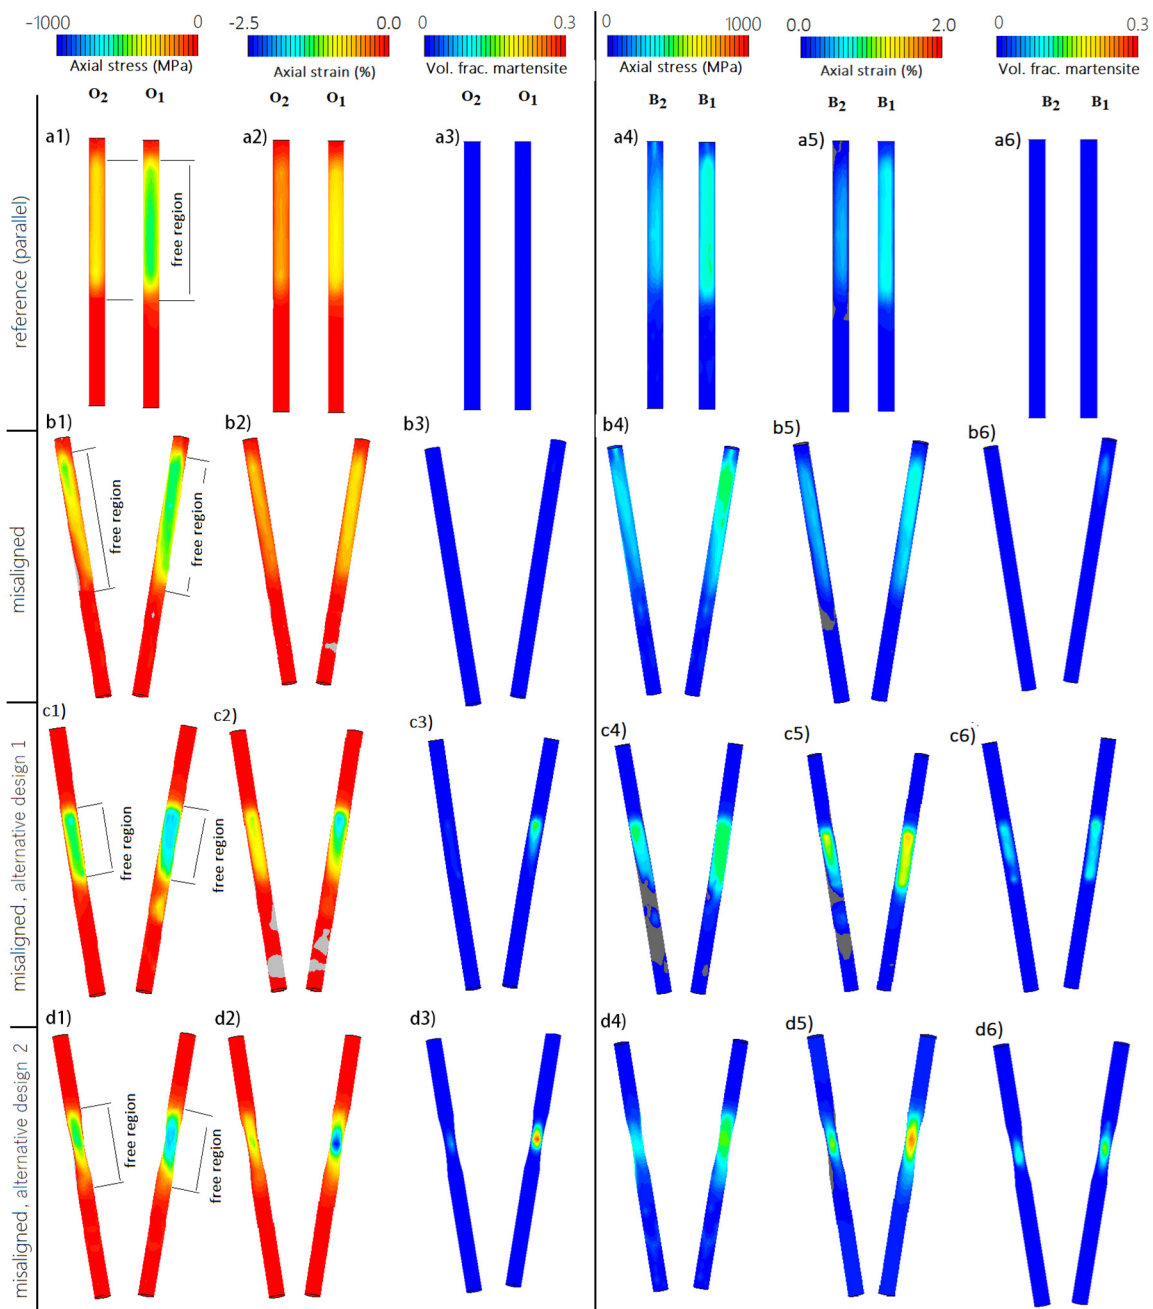 -1000 0 -2.5 0.0 0 0.3 0 1000 0.0 2.0 0 0.3
Axial stress (MPa) Axial strain (%) Vol. frac. martensite Axial stress (MPa) Axial strain (%) Vol. frac. martensite
O2 O1 O2 O1 O2 O1 B2 B1 B2 B1 B2 B1
reference (parallel)
a1) a2) a3) a4) a5) a6)
free region
misaligned
b1) b2) b3) b4) b5) b6)
free region free region
misaligned, alternative design 1
c1) c2) c3) c4) c5) c6)
free region free region
misaligned, alternative design 2
d1) d2) d3) d4) d5) d6)
free region free region